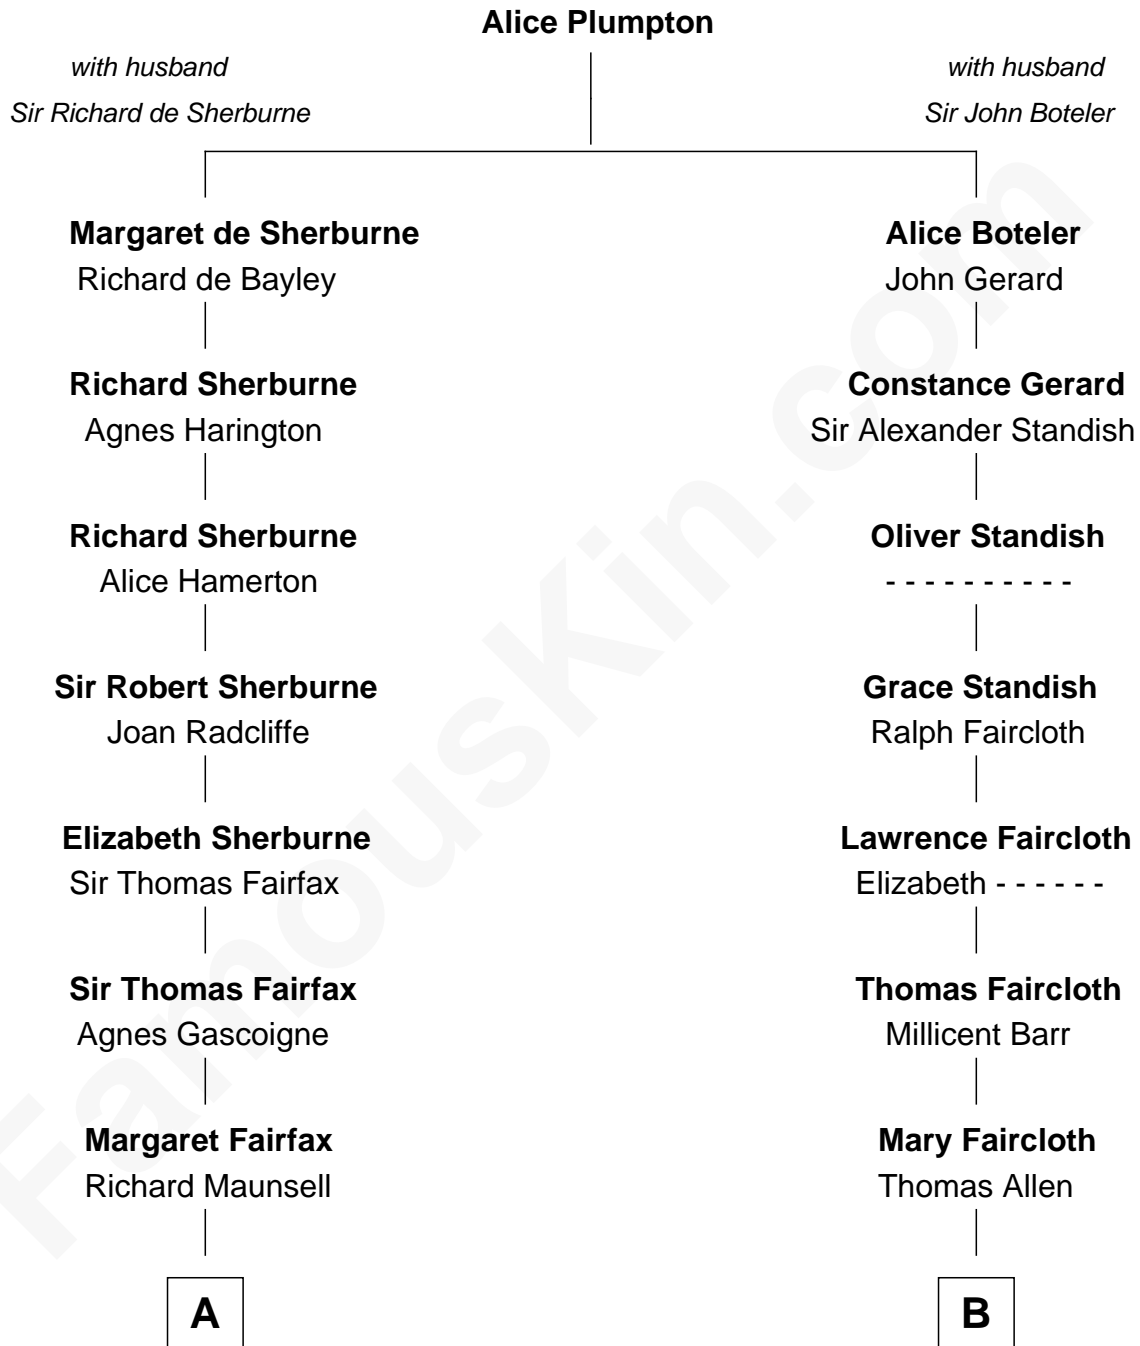 Alice Plumpton
with husband
Sir Richard de Sherburne
with husband
Sir John Boteler
Margaret de Sherburne
Richard de Bayley
Alice Boteler
John Gerard
Richard Sherburne
Agnes Harington
Constance Gerard
Sir Alexander Standish
Richard Sherburne
Alice Hamerton
Oliver Standish
- - - - - - - - - -
Sir Robert Sherburne
Joan Radcliffe
Grace Standish
Ralph Faircloth
Elizabeth Sherburne
Sir Thomas Fairfax
Lawrence Faircloth
Elizabeth - - - - - -
Sir Thomas Fairfax
Agnes Gascoigne
Thomas Faircloth
Millicent Barr
Margaret Fairfax
Richard Maunsell
Mary Faircloth
Thomas Allen
A
B
FamousKin.com